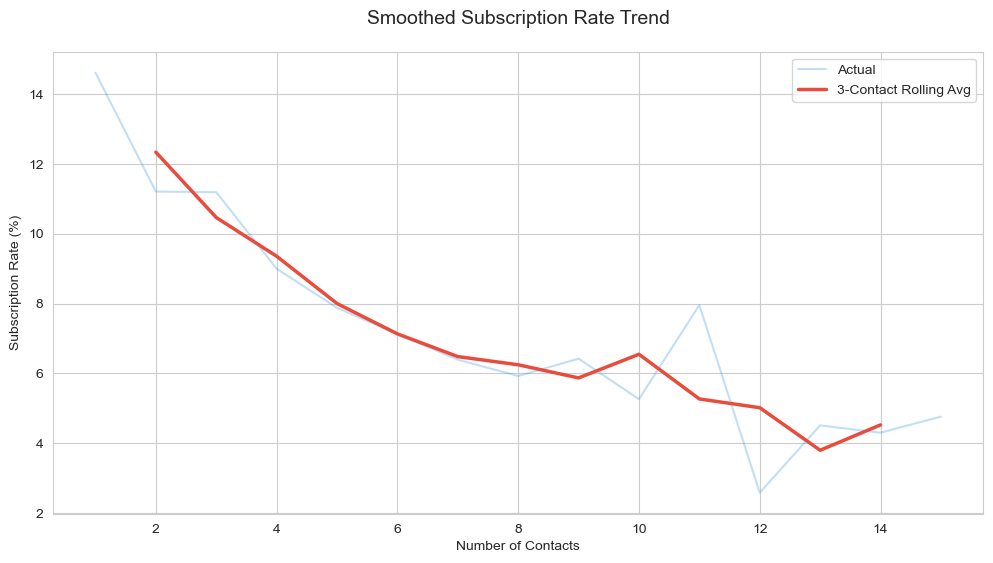 Smoothed Subscription Rate Trend
Actual
3-Contact Rolling Avg
Subscription Rate (%)
14
12
10
8
6
4
2
2 4 6 8 10 12 14
Number of Contacts